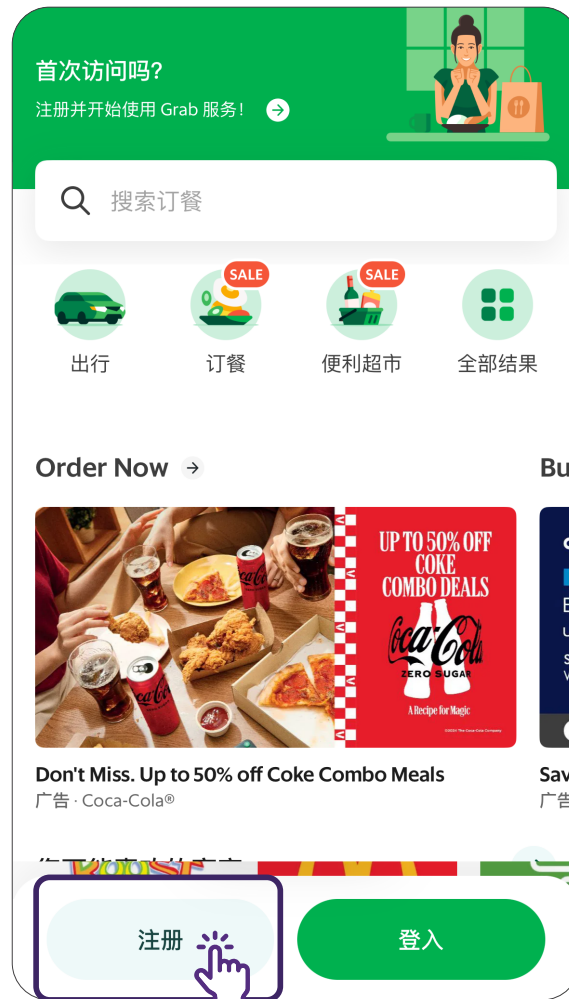 首次访问吗?
注册并开始使用 Grab 服务!
搜索订餐
SALE
SALE
出行
订餐
便利超市
全部结果
Order Now
Bu
UP TO 50% OFF
COKE
COMBO DEALS
Coca-Cola
ZERO SUGAR
A Recipe for Magic
Don't Miss. Up to 50% off Coke Combo Meals
广告 · Coca-Cola®
Sav
广告
注册
登入